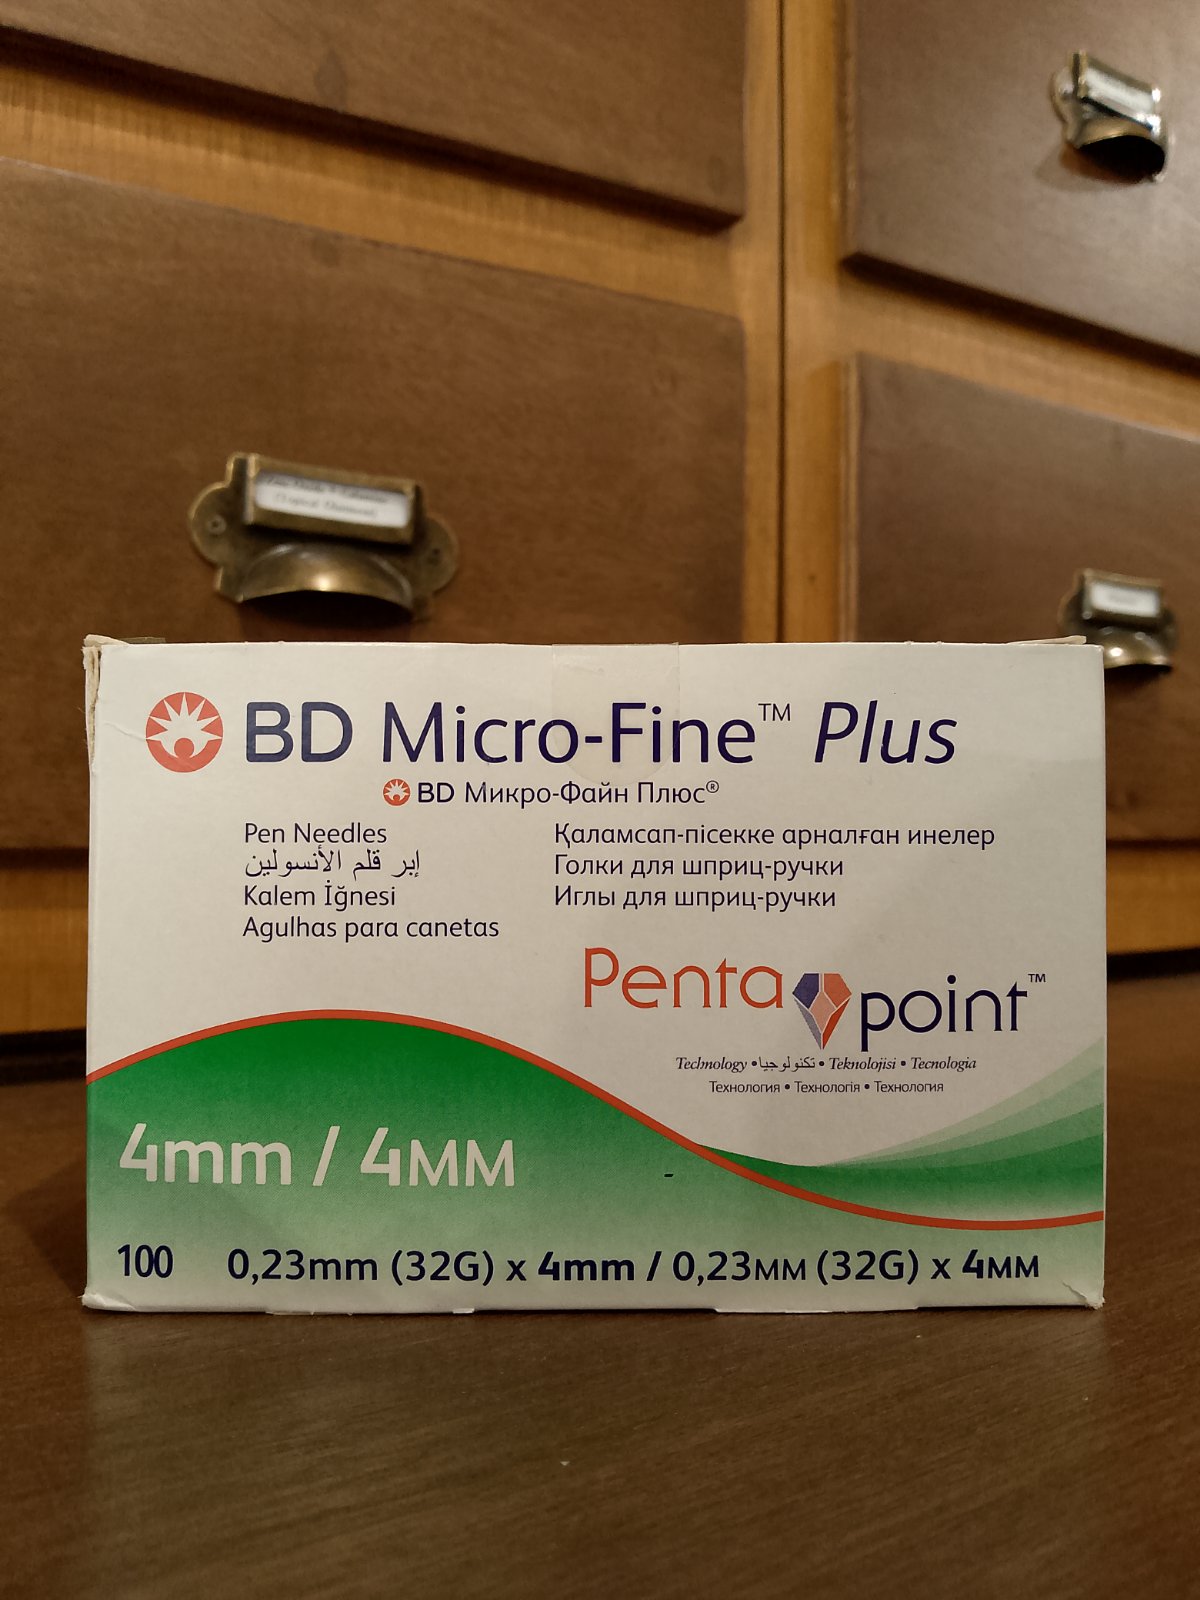 BD Micro-Fine™ Plus
BD Микро-Файн Плюс®
Pen Needles
إبر قلم الأنسولين
Kalem İğnesi
Agulhas para canetas
Қаламсап-пісекке арналған инелер
Голки для шприц-ручки
Иглы для шприц-ручки
Penta point™
Technology • تكنولوجيا • Teknolojisi • Tecnologia
Технология • Технологія • Технология
4mm / 4мм
100 0,23mm (32G) x 4mm / 0,23мм (32G) x 4мм